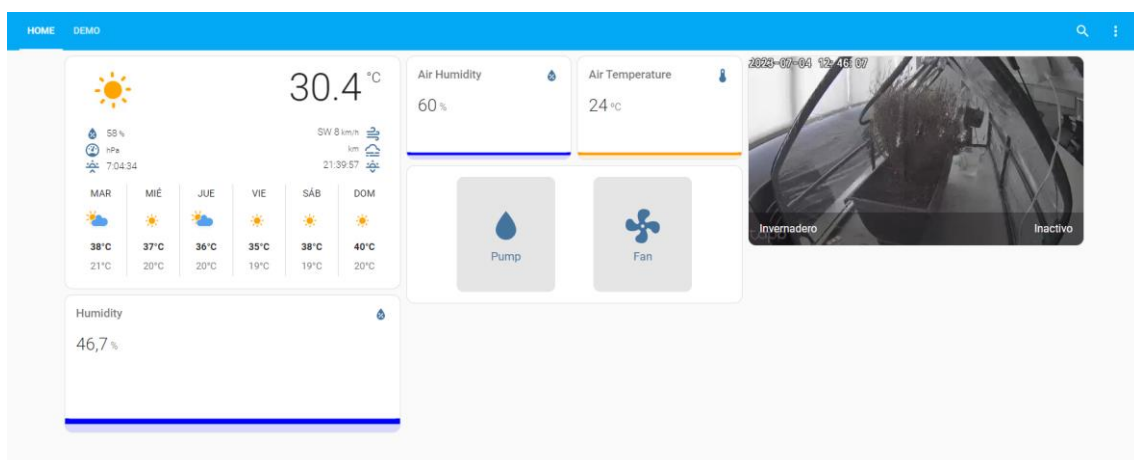 HOME DEMO
30.4 °C
58 %
SW 8 km/h
hPa
km
7:04:34
21:39:57
MAR MIÉ JUE VIE SÁB DOM
38°C 37°C 36°C 35°C 38°C 40°C
21°C 20°C 20°C 19°C 19°C 20°C
Humidity
46,7 %
Air Humidity
60 %
Air Temperature
24 °C
Pump
Fan
2023-07-04 12:46:07
Invernadero
Inactivo